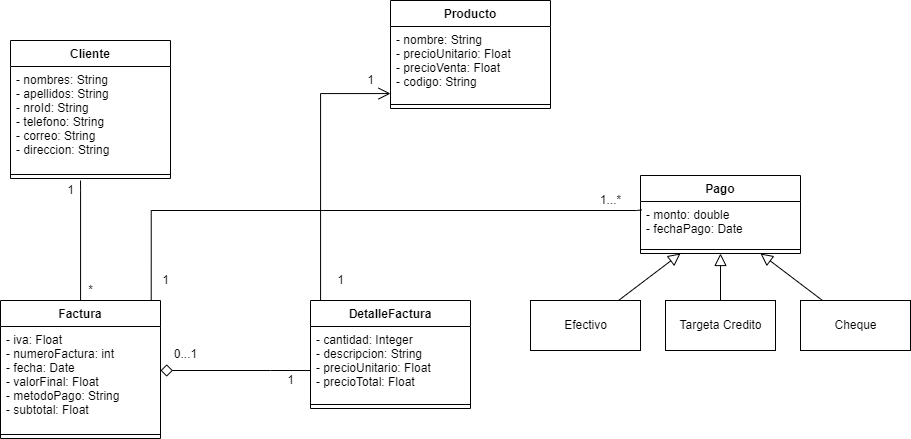 Producto
- nombre: String
- precioUnitario: Float
- precioVenta: Float
- codigo: String
Cliente
- nombres: String
- apellidos: String
- nroId: String
- telefono: String
- correo: String
- direccion: String
1
1
Pago
- monto: double
- fechaPago: Date
1...*
*
1
1
Factura
- iva: Float
- numeroFactura: int
- fecha: Date
- valorFinal: Float
- metodoPago: String
- subtotal: Float
0...1
1
DetalleFactura
- cantidad: Integer
- descripcion: String
- precioUnitario: Float
- precioTotal: Float
Efectivo
Targeta Credito
Cheque